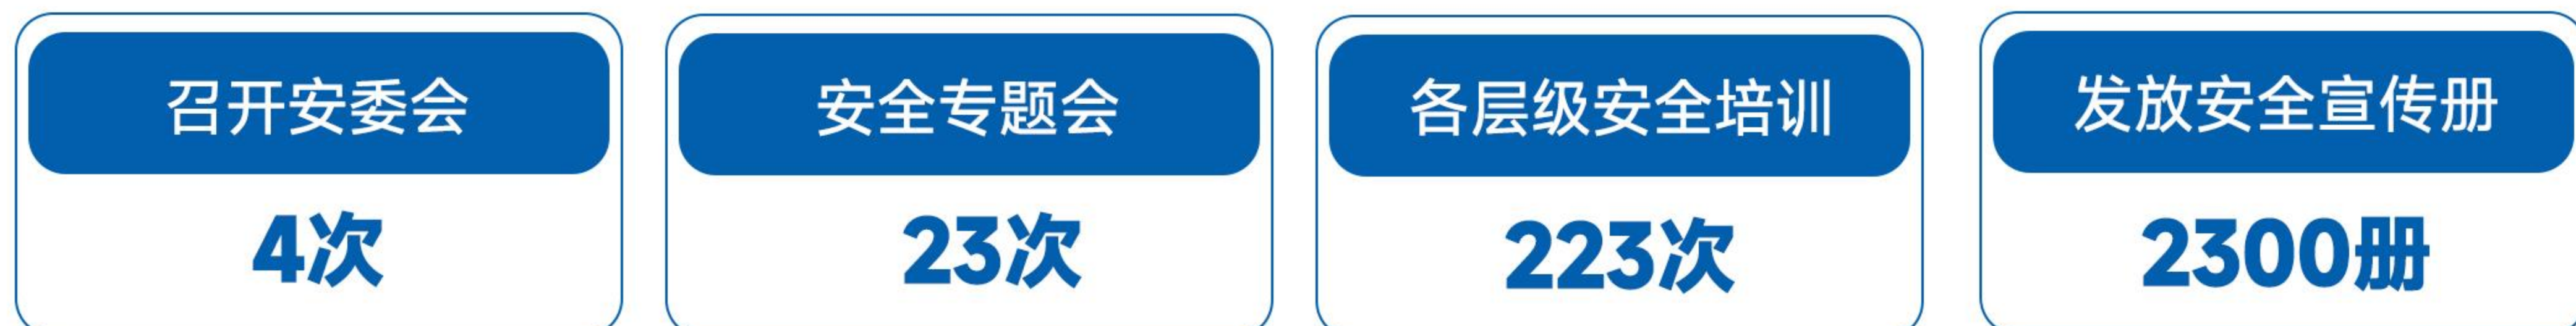 召开安委会
4次
安全专题会
23次
各层级安全培训
223次
发放安全宣传册
2300册